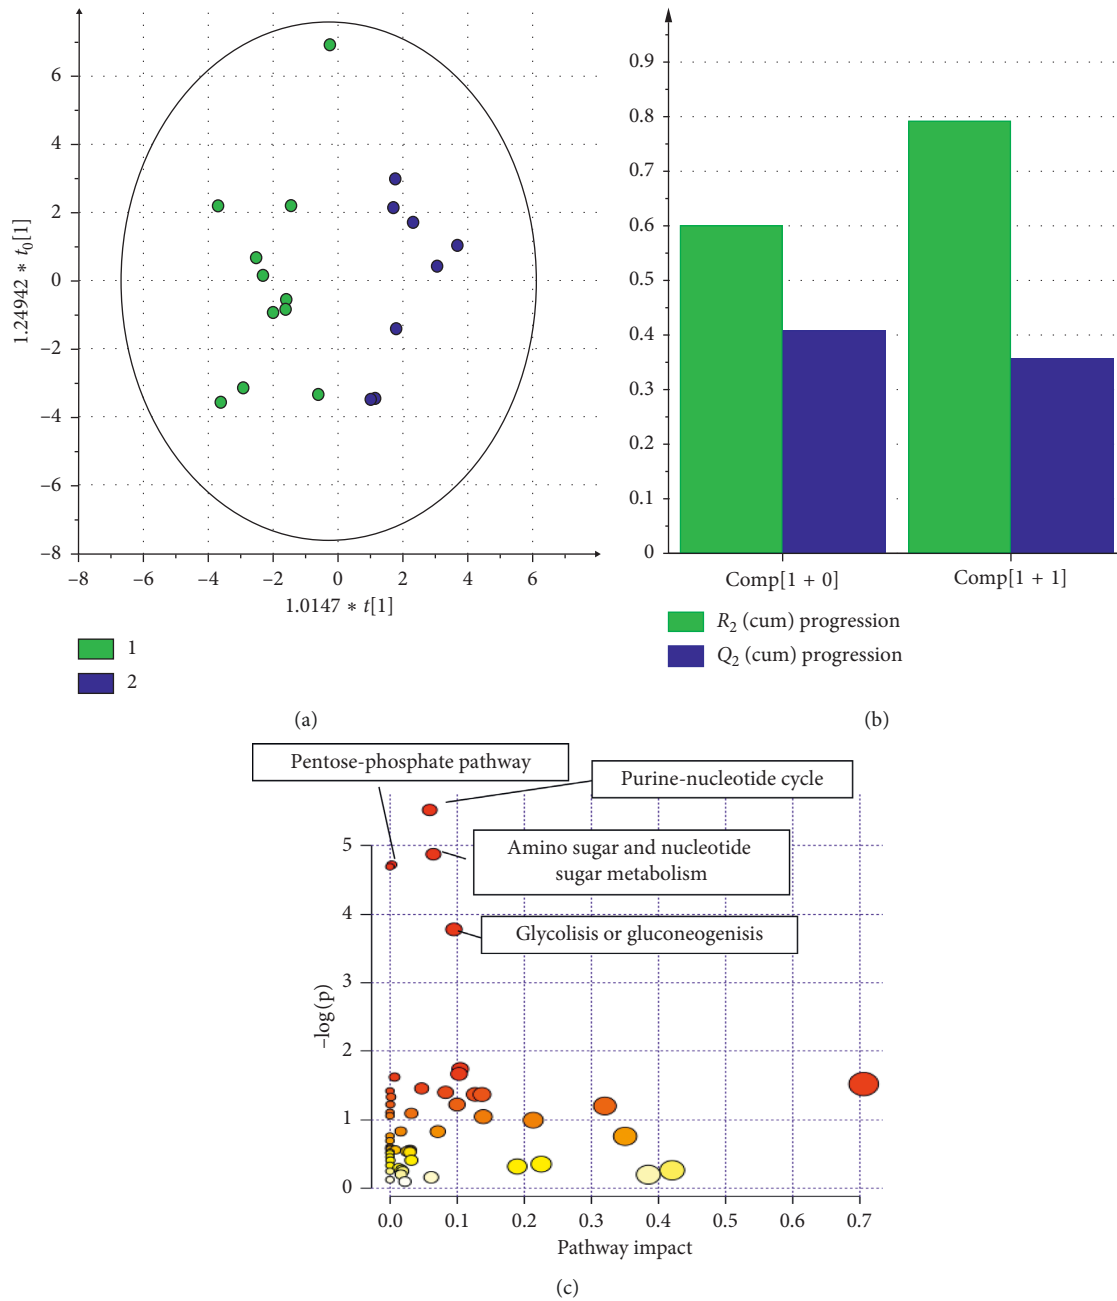 1.24942 * t0[1]
6
4
2
0
−2
−4
−6
−8
−8 −6 −4 −2 0 2 4 6
1.0147 * t[1]
1
2
(a)
0.9
0.8
0.7
0.6
0.5
0.4
0.3
0.2
0.1
0
Comp[1 + 0] Comp[1 + 1]
R2 (cum) progression
Q2 (cum) progression
(b)
Pentose-phosphate pathway
Purine-nucleotide cycle
Amino sugar and nucleotide
sugar metabolism
Glycolisis or gluconeogenisis
−log(p)
5
4
3
2
1
0
0.0 0.1 0.2 0.3 0.4 0.5 0.6 0.7
Pathway impact
(c)